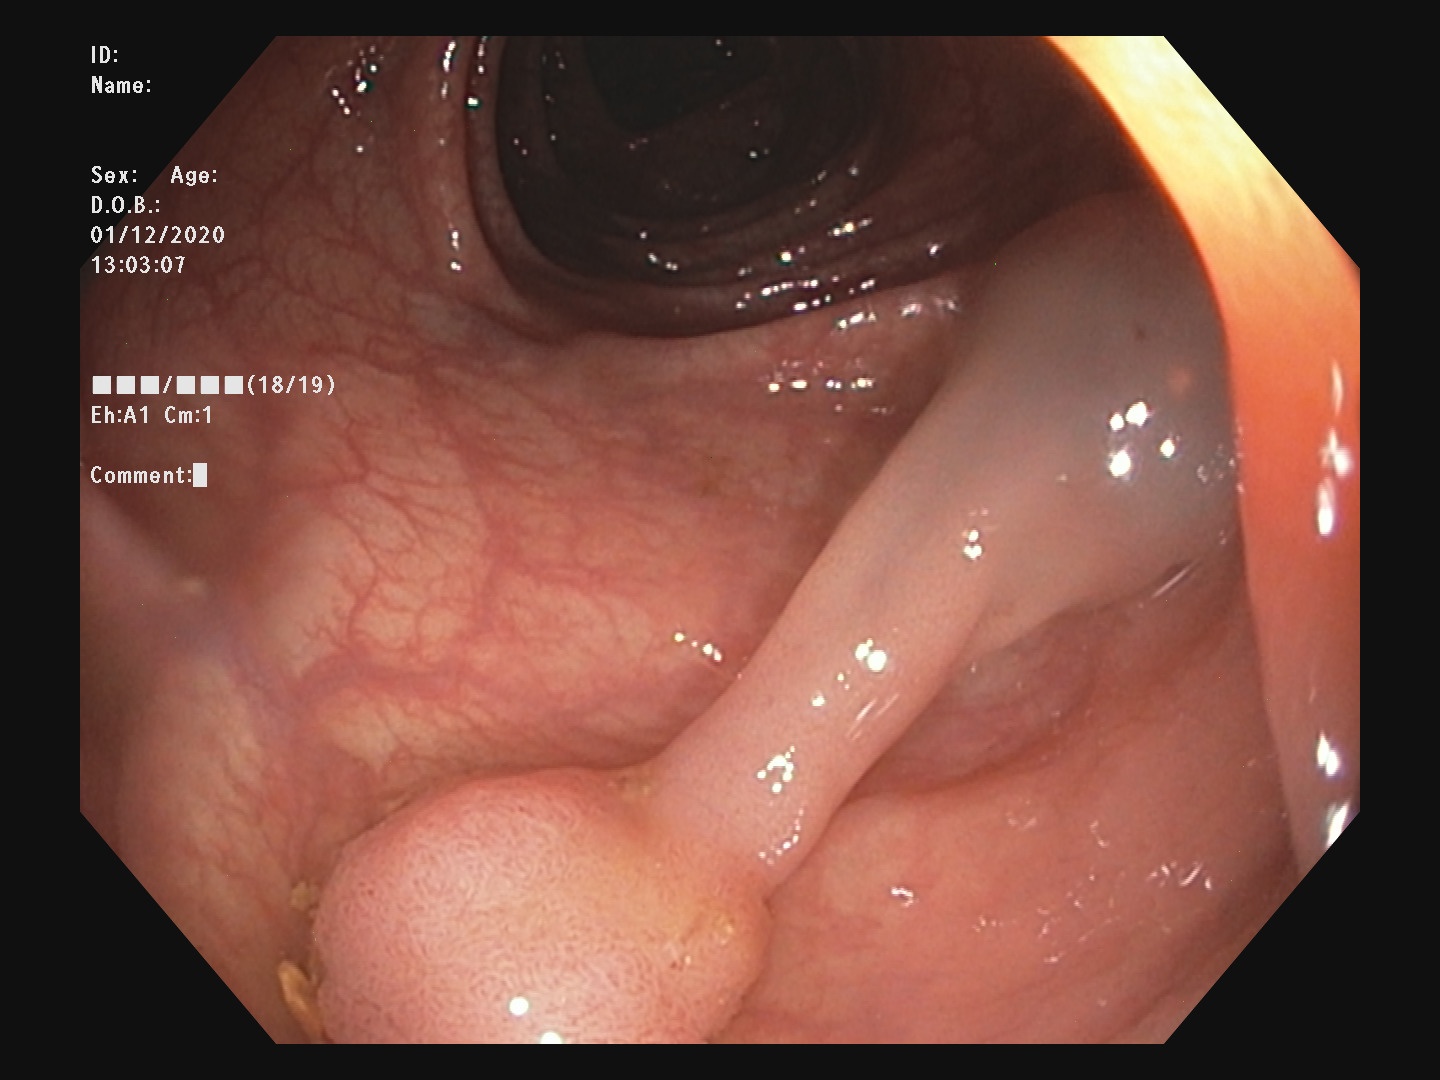 ID:
Name:
Sex: Age:
D.O.B.:
01/12/2020
13:03:07
■■■/■■■(18/19)
Eh:A1 Cm:1
Comment: